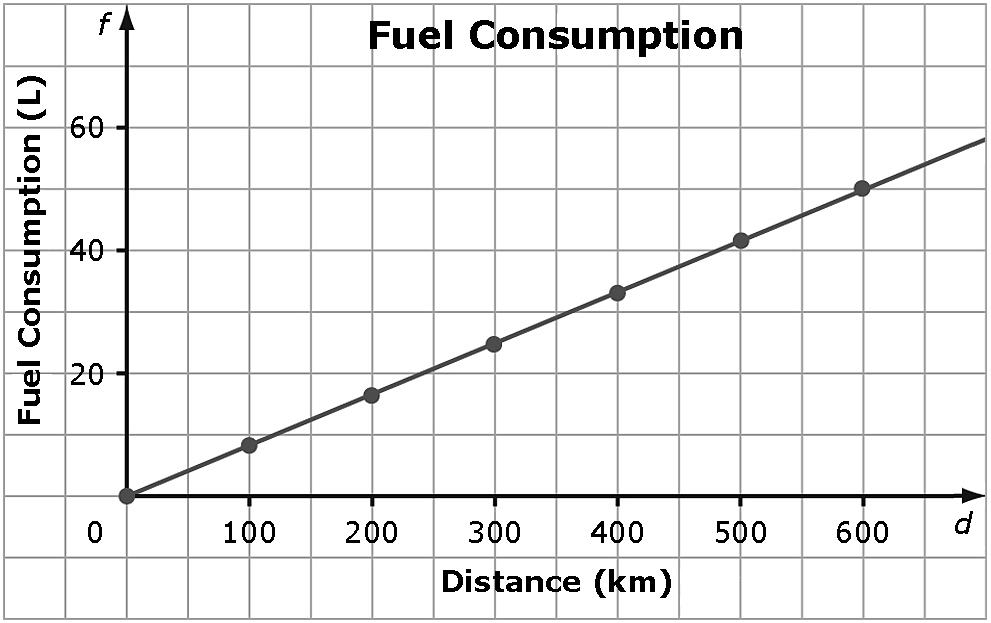 Fuel Consumption
f
Fuel Consumption (L)
60
40
20
0 100 200 300 400 500 600 d
Distance (km)